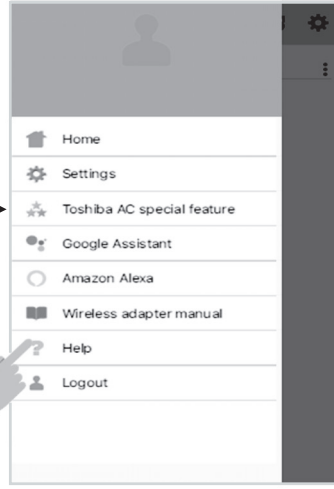 Home
Settings
Toshiba AC special feature
Google Assistant
Amazon Alexa
Wireless adapter manual
Help
Logout